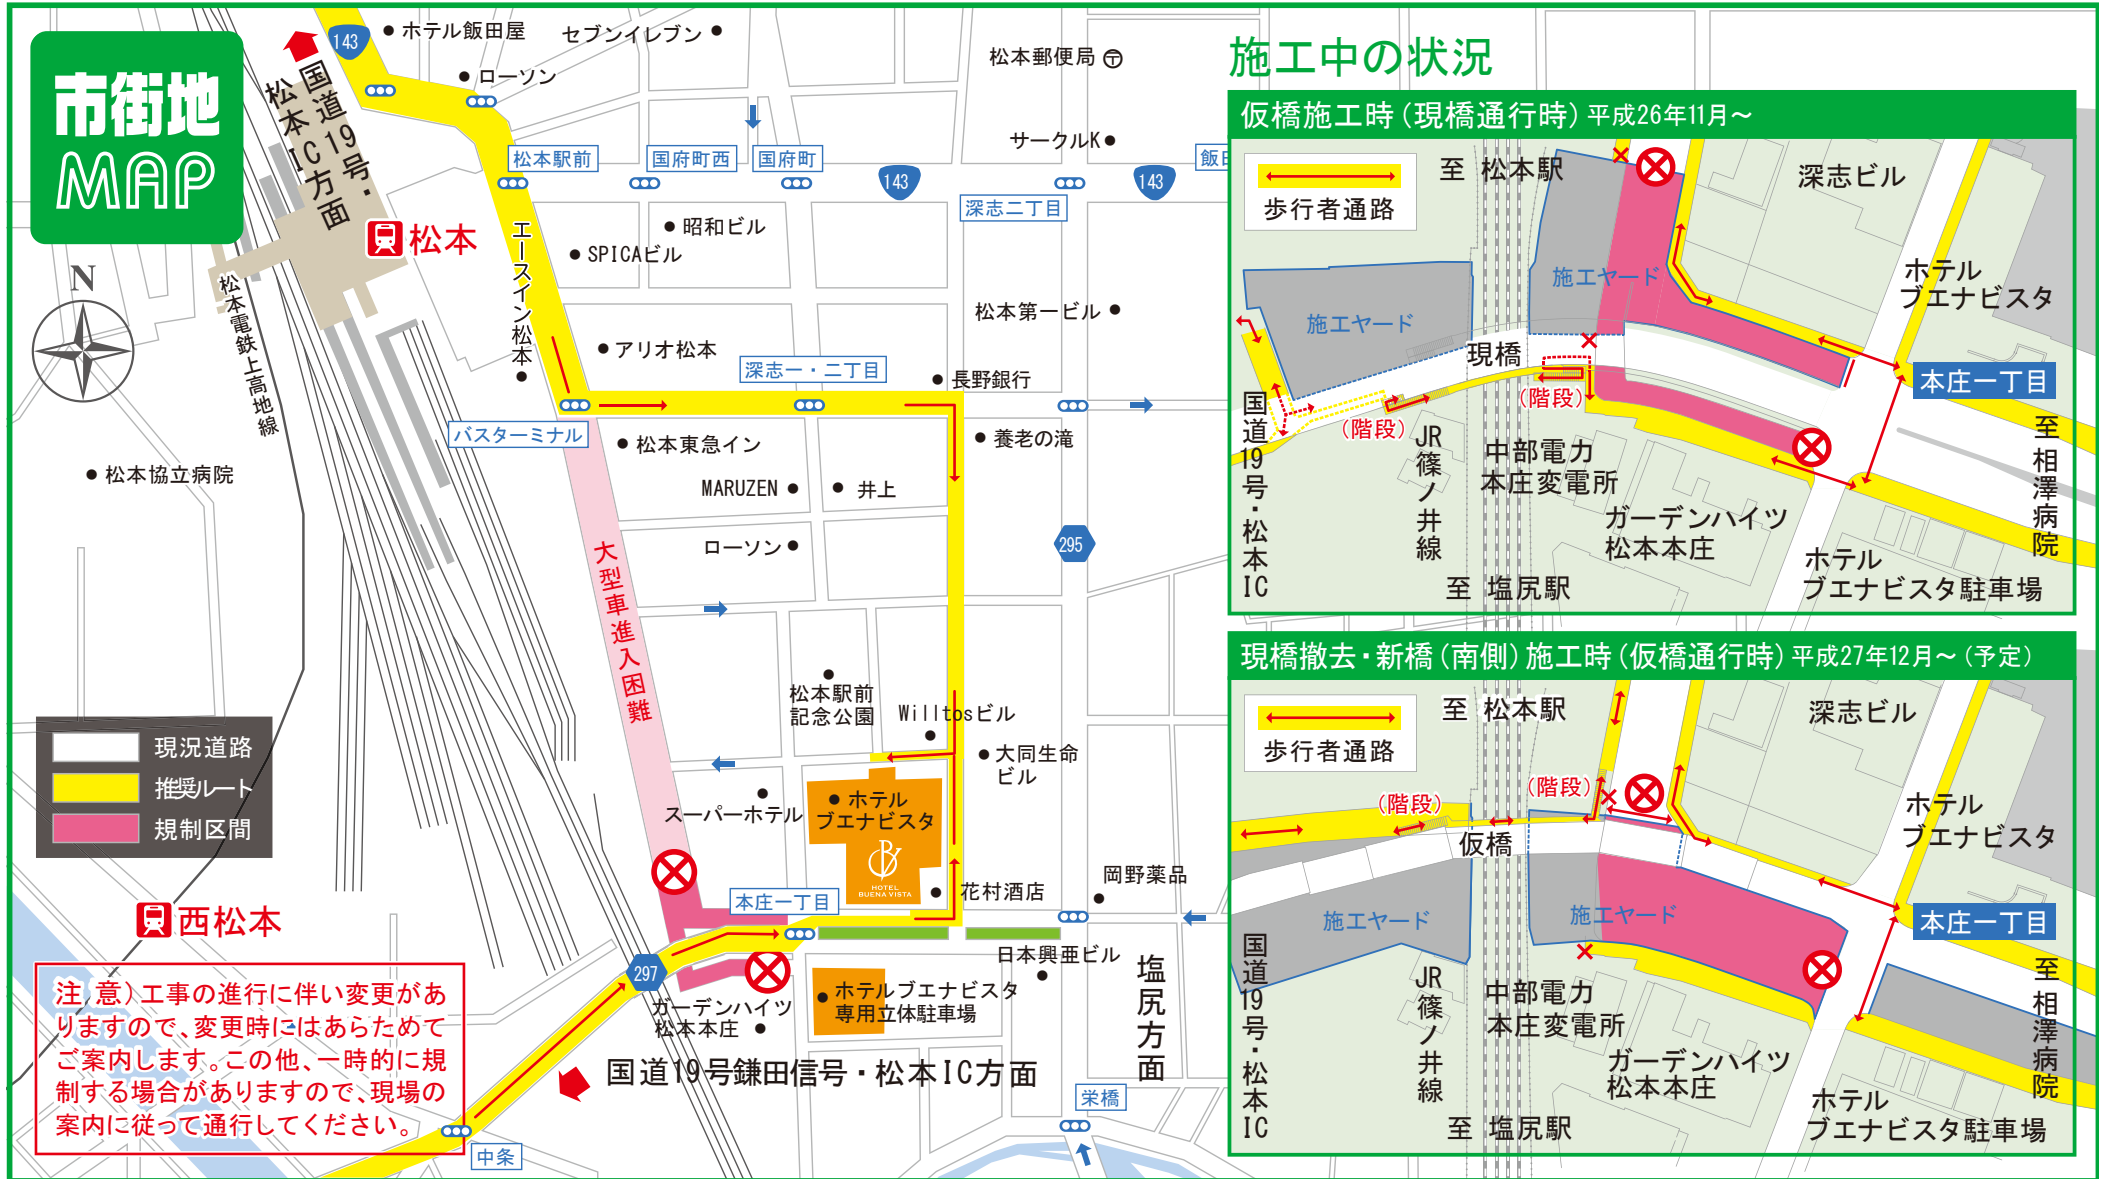 市街地
MAP
143
ホテル飯田屋
セブンイレブン
ローソン
国道19号・
松本IC方面
松本郵便局
サークルK
松本駅前
国府町西
国府町
飯田
143
143
深志二丁目
昭和ビル
SPICAビル
松本
エースイン松本
N
松本電鉄上高地線
松本第一ビル
アリオ松本
深志一・二丁目
長野銀行
バスターミナル
松本東急イン
養老の滝
松本協立病院
MARUZEN
井上
ローソン
295
大型車進入困難
松本駅前
記念公園
Willtosビル
大同生命
ビル
現況道路
推奨ルート
規制区間
スーパーホテル
ホテル
ブエナビスタ
HOTEL
BUENA VISTA
岡野薬品
花村酒店
本庄一丁目
西松本
297
日本興亜ビル
塩尻方面
ガーデンハイツ
松本本庄
ホテルブエナビスタ
専用立体駐車場
国道19号鎌田信号・松本IC方面
栄橋
中条
注 意）工事の進行に伴い変更があ
りますので、変更時にはあらためて
ご案内します。この他、一時的に規
制する場合がありますので、現場の
案内に従って通行してください。
施工中の状況
仮橋施工時（現橋通行時）平成26年11月～
歩行者通路
至 松本駅
深志ビル
施工ヤード
施工ヤード
ホテル
ブエナビスタ
現橋
本庄一丁目
（階段）
（階段）
国道19号・松本IC
JR篠ノ井線
中部電力
本庄変電所
至相澤病院
ガーデンハイツ
松本本庄
ホテル
ブエナビスタ駐車場
至 塩尻駅
現橋撤去・新橋（南側）施工時（仮橋通行時）平成27年12月～（予定）
歩行者通路
至 松本駅
深志ビル
（階段）
（階段）
ホテル
ブエナビスタ
仮橋
施工ヤード
施工ヤード
本庄一丁目
国道19号・松本IC
JR篠ノ井線
中部電力
本庄変電所
至相澤病院
ガーデンハイツ
松本本庄
ホテル
ブエナビスタ駐車場
至 塩尻駅